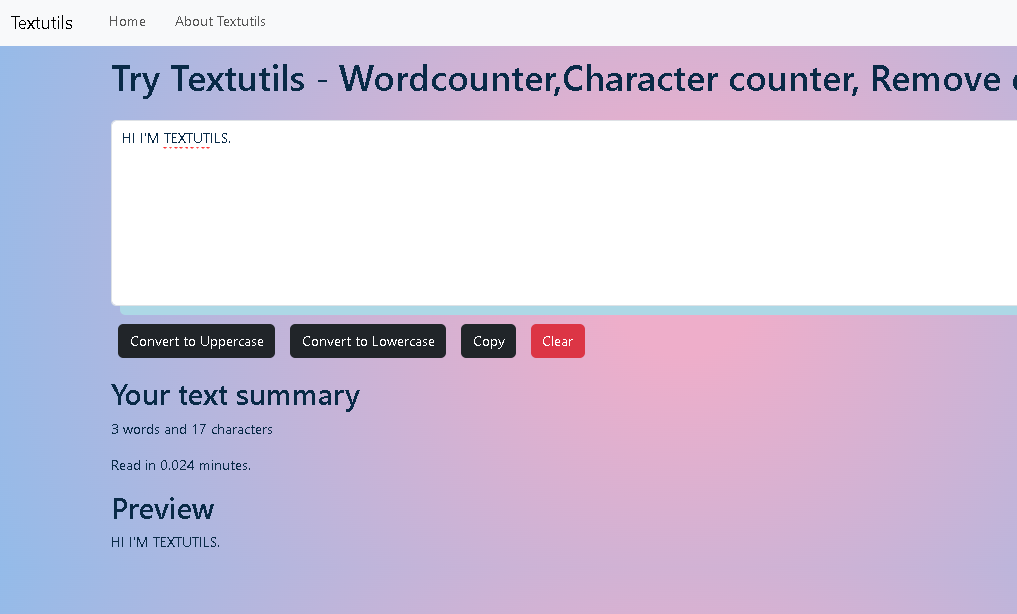 Textutils Home About Textutils
Try Textutils - Wordcounter,Character counter, Remove
HI I'M TEXTUTILS.
Convert to Uppercase Convert to Lowercase Copy Clear
Your text summary
3 words and 17 characters
Read in 0.024 minutes.
Preview
HI I'M TEXTUTILS.